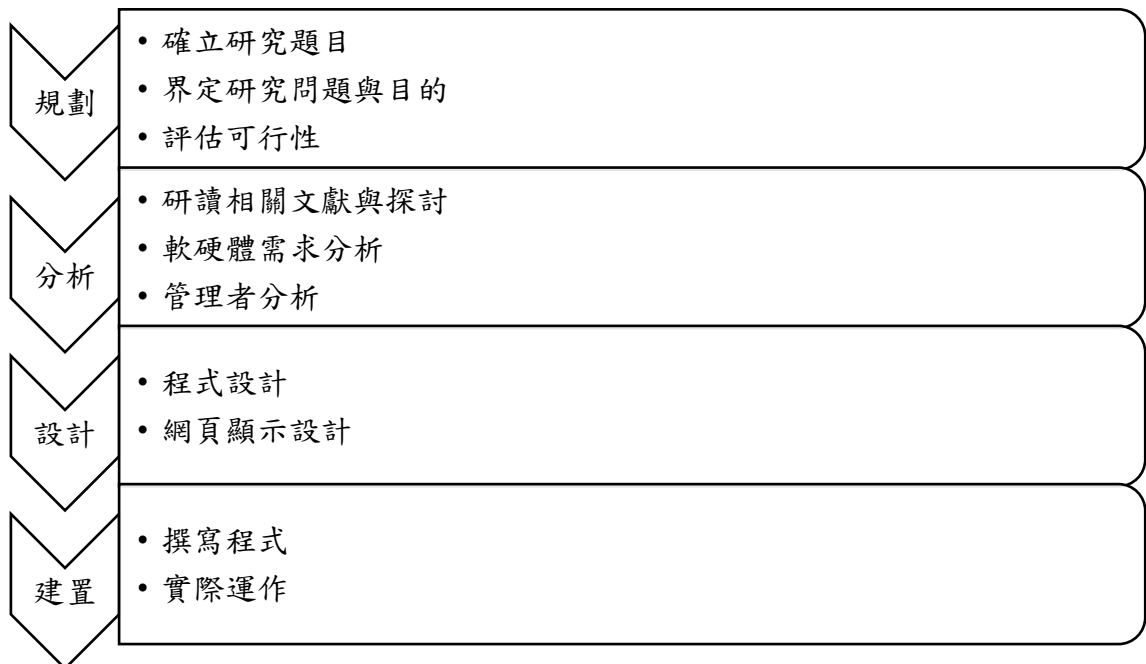 規劃
• 確立研究題目
• 界定研究問題與目的
• 評估可行性
分析
• 研讀相關文獻與探討
• 軟硬體需求分析
• 管理者分析
設計
• 程式設計
• 網頁顯示設計
建置
• 撰寫程式
• 實際運作